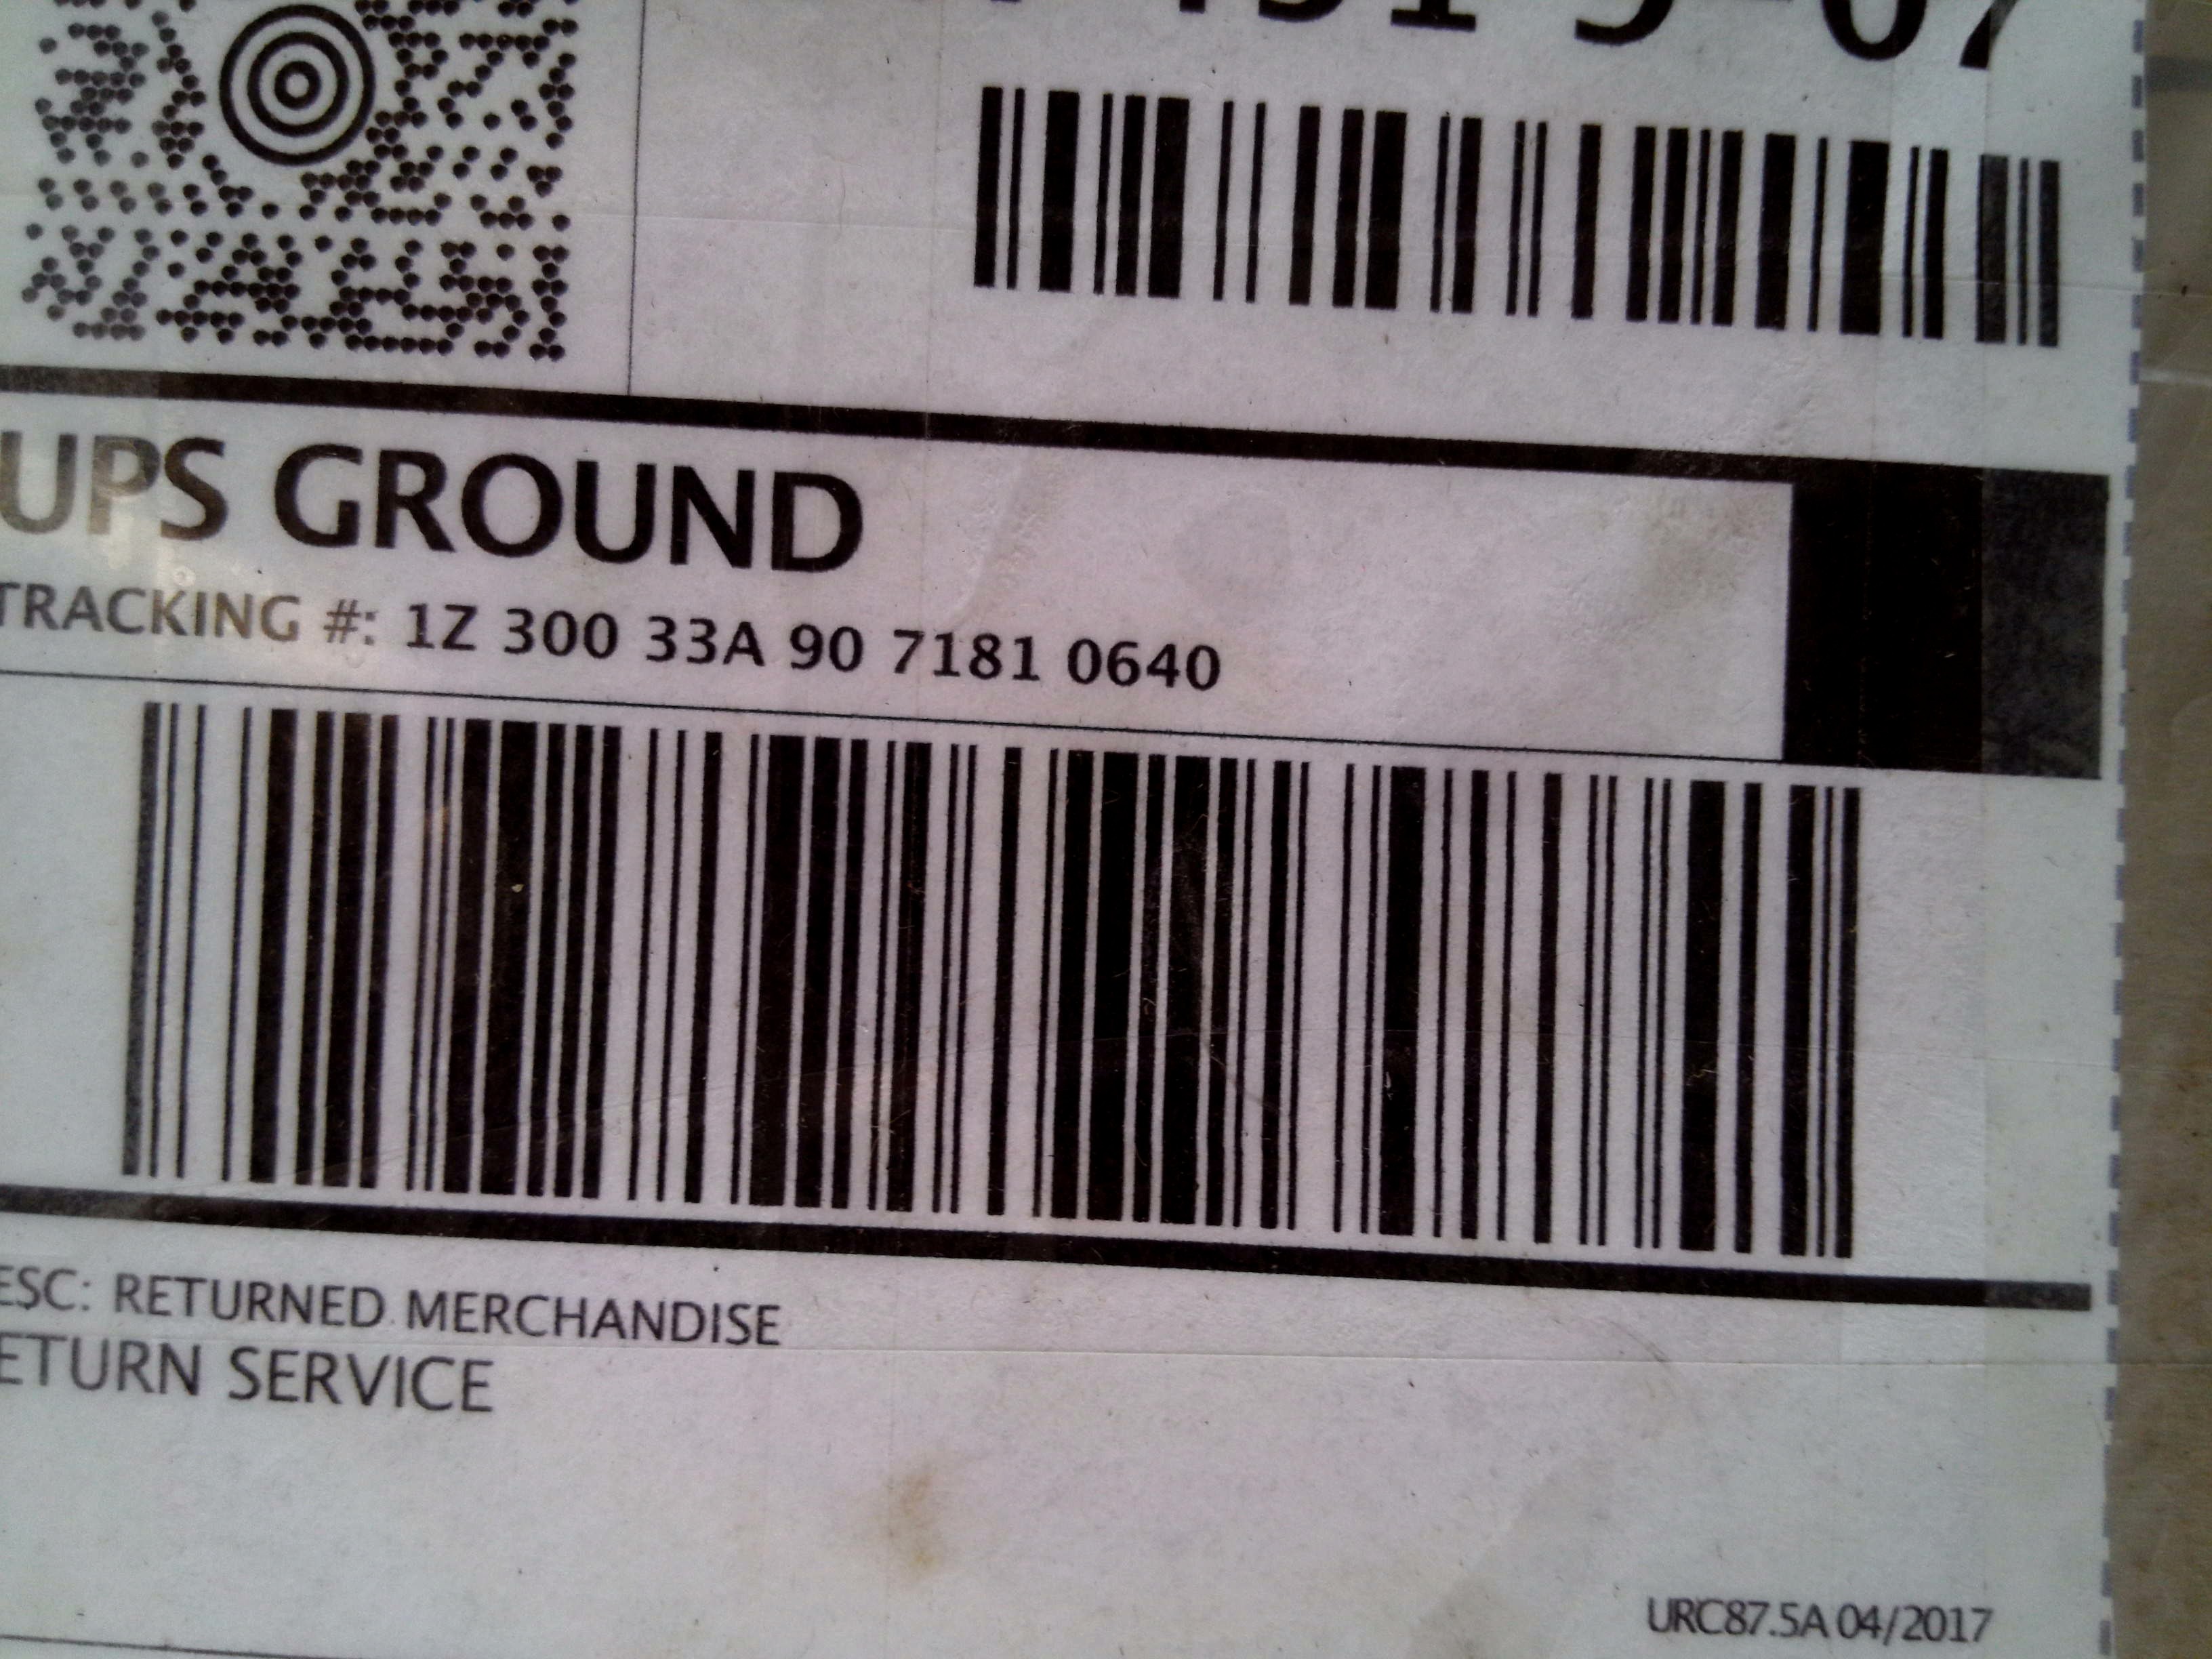 UPS GROUND
TRACKING #: 1Z 300 33A 90 7181 0640
ESC: RETURNED MERCHANDISE
ETURN SERVICE
URC87.5A 04/2017